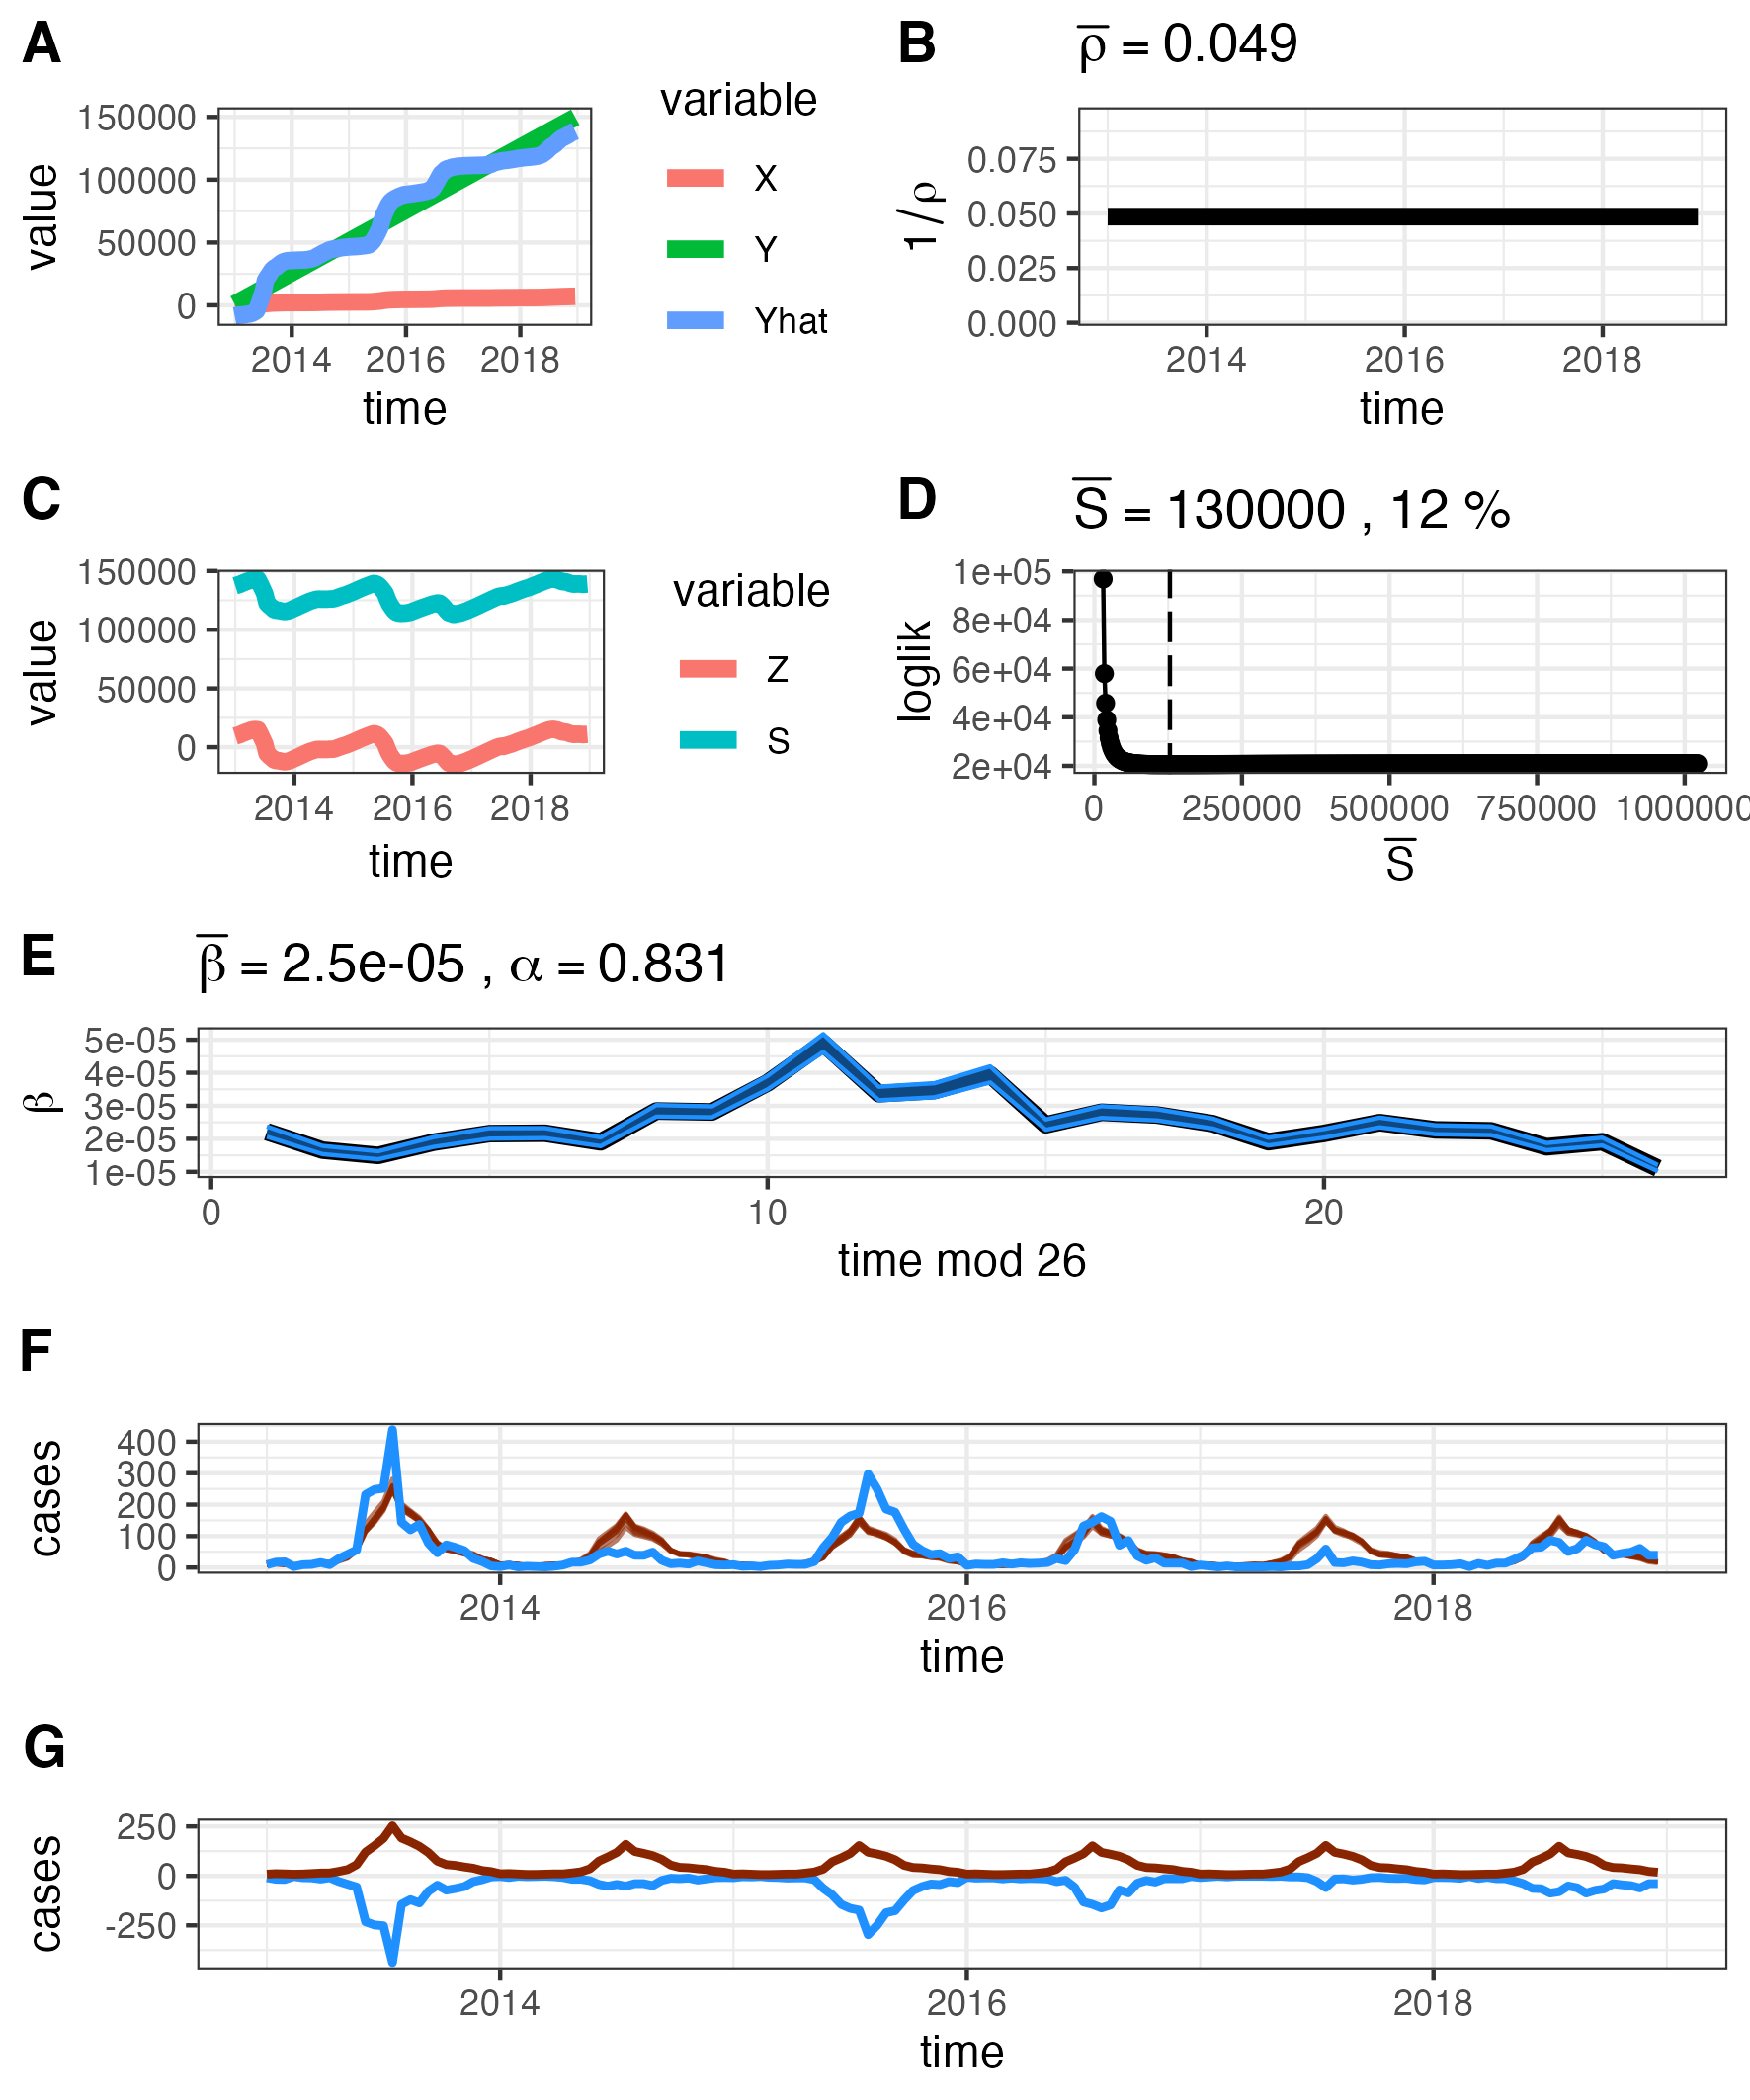 A
150000
100000
50000
0
value
2014 2016 2018
time
variable
X
Y
Yhat
B
ρ̅ = 0.049
0.075
0.050
0.025
0.000
1/ρ
2014 2016 2018
time
C
150000
100000
50000
0
value
2014 2016 2018
time
variable
Z
S
D
S̅ = 130000 , 12 %
1e+05
8e+04
6e+04
4e+04
2e+04
loglik
0 250000 500000 750000 1000000
S̅
E
β̅ = 2.5e-05 , α = 0.831
5e-05
4e-05
3e-05
2e-05
1e-05
β
0 10 20
time mod 26
F
400
300
200
100
0
cases
2014 2016 2018
time
G
250
0
-250
cases
2014 2016 2018
time